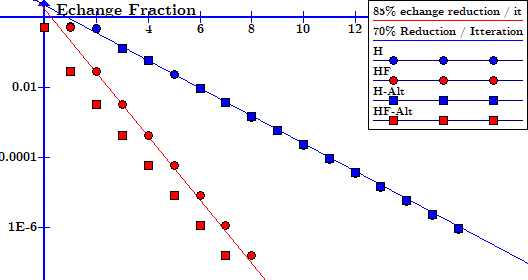 Echange Fraction
2 4 6 8 10 12
0.01
0.0001
1E-6
85% echange reduction / it
70% Reduction / Itteration
H
HF
H-Alt
HF-Alt